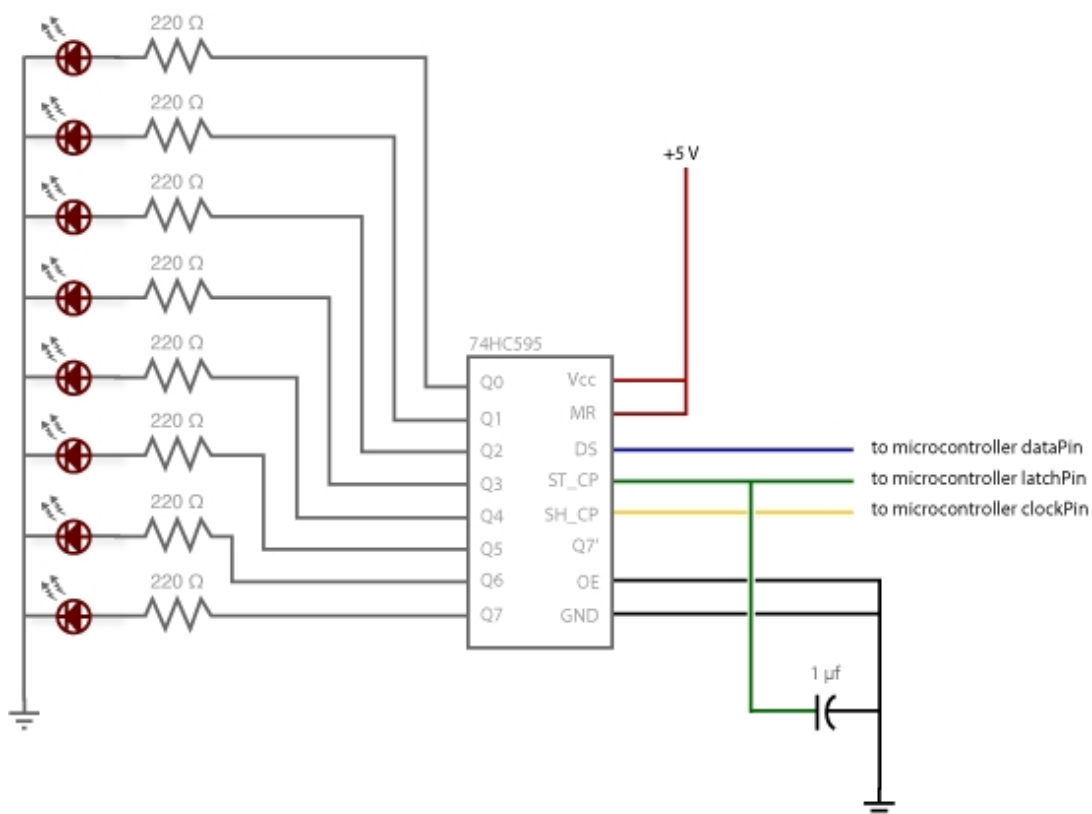 220 Ω
220 Ω
220 Ω
220 Ω
220 Ω
220 Ω
220 Ω
220 Ω
+5 V
74HC595
Q0 Vcc
Q1 MR
Q2 DS to microcontroller dataPin
Q3 ST_CP to microcontroller latchPin
Q4 SH_CP to microcontroller clockPin
Q5 Q7'
Q6 OE
Q7 GND
1 µf